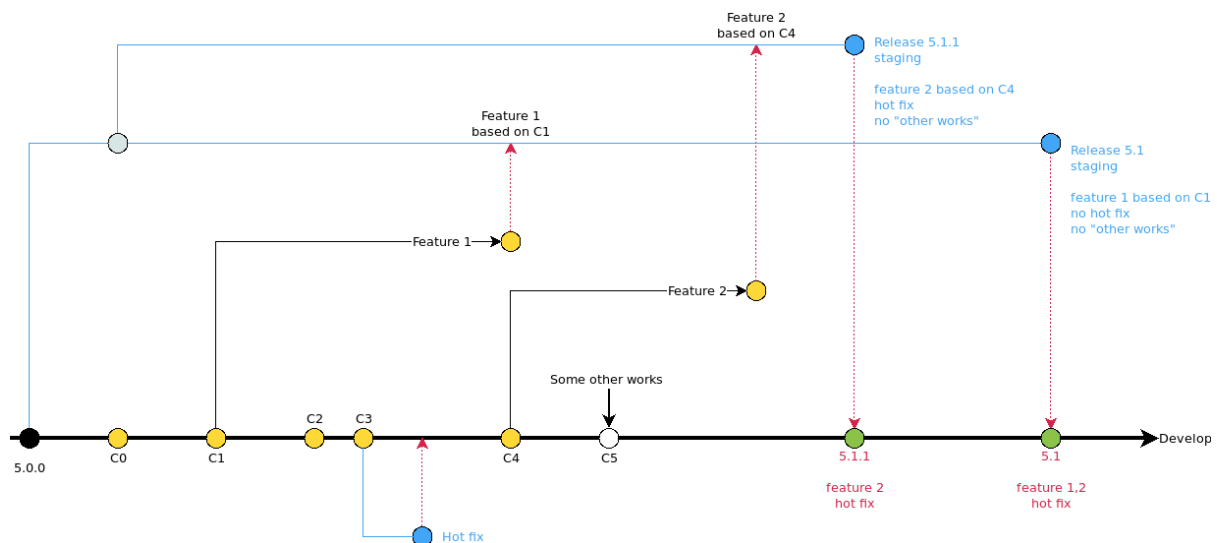 Feature 2
based on C4
Release 5.1.1
staging
feature 2 based on C4
hot fix
no "other works"
Feature 1
based on C1
Release 5.1
staging
feature 1 based on C1
no hot fix
no "other works"
Feature 1
Feature 2
Some other works
C2
C3
Develop
5.0.0
C0
C1
C4
C5
5.1.1
5.1
feature 2
hot fix
feature 1,2
hot fix
Hot fix